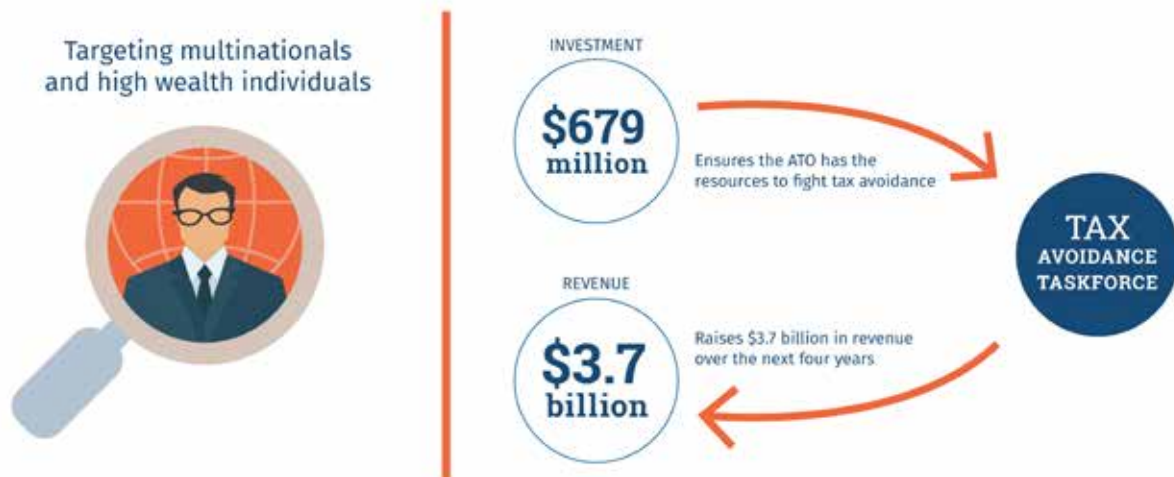 Targeting multinationals
and high wealth individuals
INVESTMENT
$679
million
Ensures the ATO has the
resources to fight tax avoidance
TAX
AVOIDANCE
TASKFORCE
REVENUE
$3.7
billion
Raises $3.7 billion in revenue
over the next four years